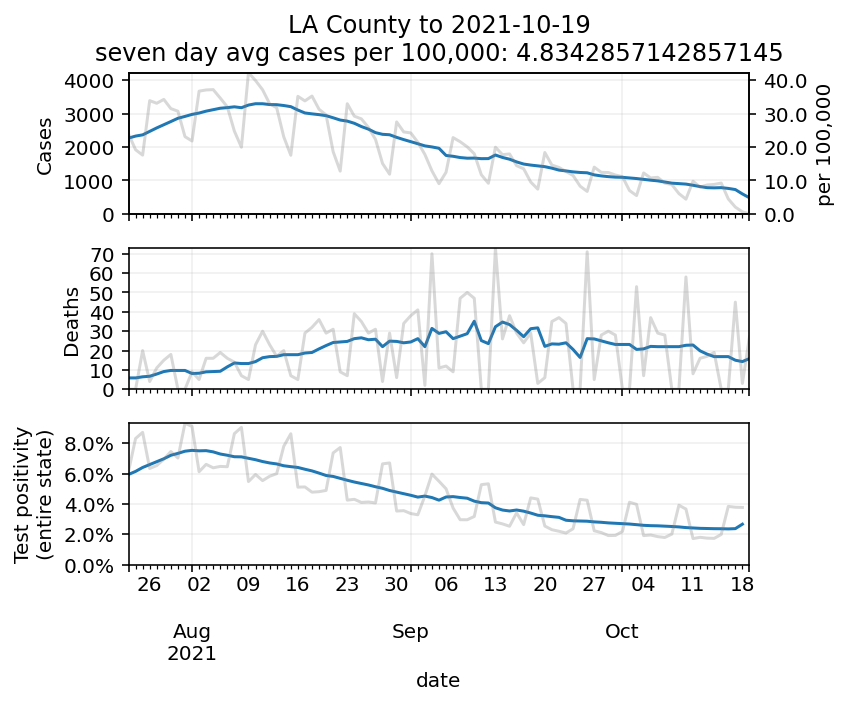 LA County to 2021-10-19
seven day avg cases per 100,000: 4.8342857142857145
4000
3000
2000
1000
0
Cases
40.0
30.0
20.0
10.0
0.0
per 100,000
70
60
50
40
30
20
10
0
Deaths
8.0%
6.0%
4.0%
2.0%
0.0%
Test positivity
(entire state)
26 02 09 16 23 30 06 13 20 27 04 11 18
Aug Sep Oct
2021
date